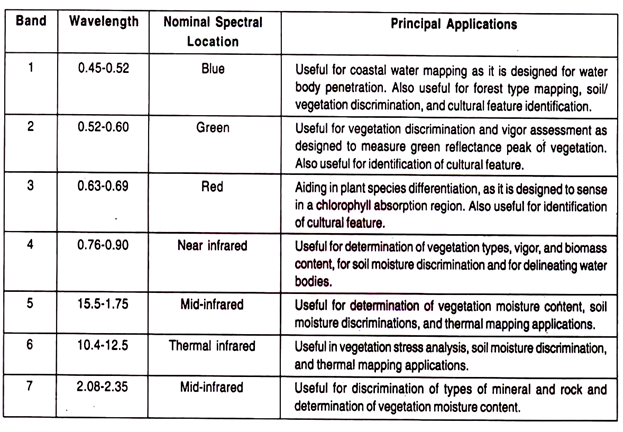 Band Wavelength Nominal Spectral Location Principal Applications
1 0.45-0.52 Blue Useful for coastal water mapping as it is designed for water
body penetration. Also useful for forest type mapping, soil/
vegetation discrimination, and cultural feature identification.
2 0.52-0.60 Green Useful for vegetation discrimination and vigor assessment as
designed to measure green reflectance peak of vegetation.
Also useful for identification of cultural feature.
3 0.63-0.69 Red Aiding in plant species differentiation, as it is designed to sense
in a chlorophyll absorption region. Also useful for identification
of cultural feature.
4 0.76-0.90 Near infrared Useful for determination of vegetation types, vigor, and biomass
content, for soil moisture discrimination and for delineating water
bodies.
5 15.5-1.75 Mid-infrared Useful for determination of vegetation moisture content, soil
moisture discriminations, and thermal mapping applications.
6 10.4-12.5 Thermal infrared Useful in vegetation stress analysis, soil moisture discrimination,
and thermal mapping applications.
7 2.08-2.35 Mid-infrared Useful for discrimination of types of mineral and rock and
determination of vegetation moisture content.